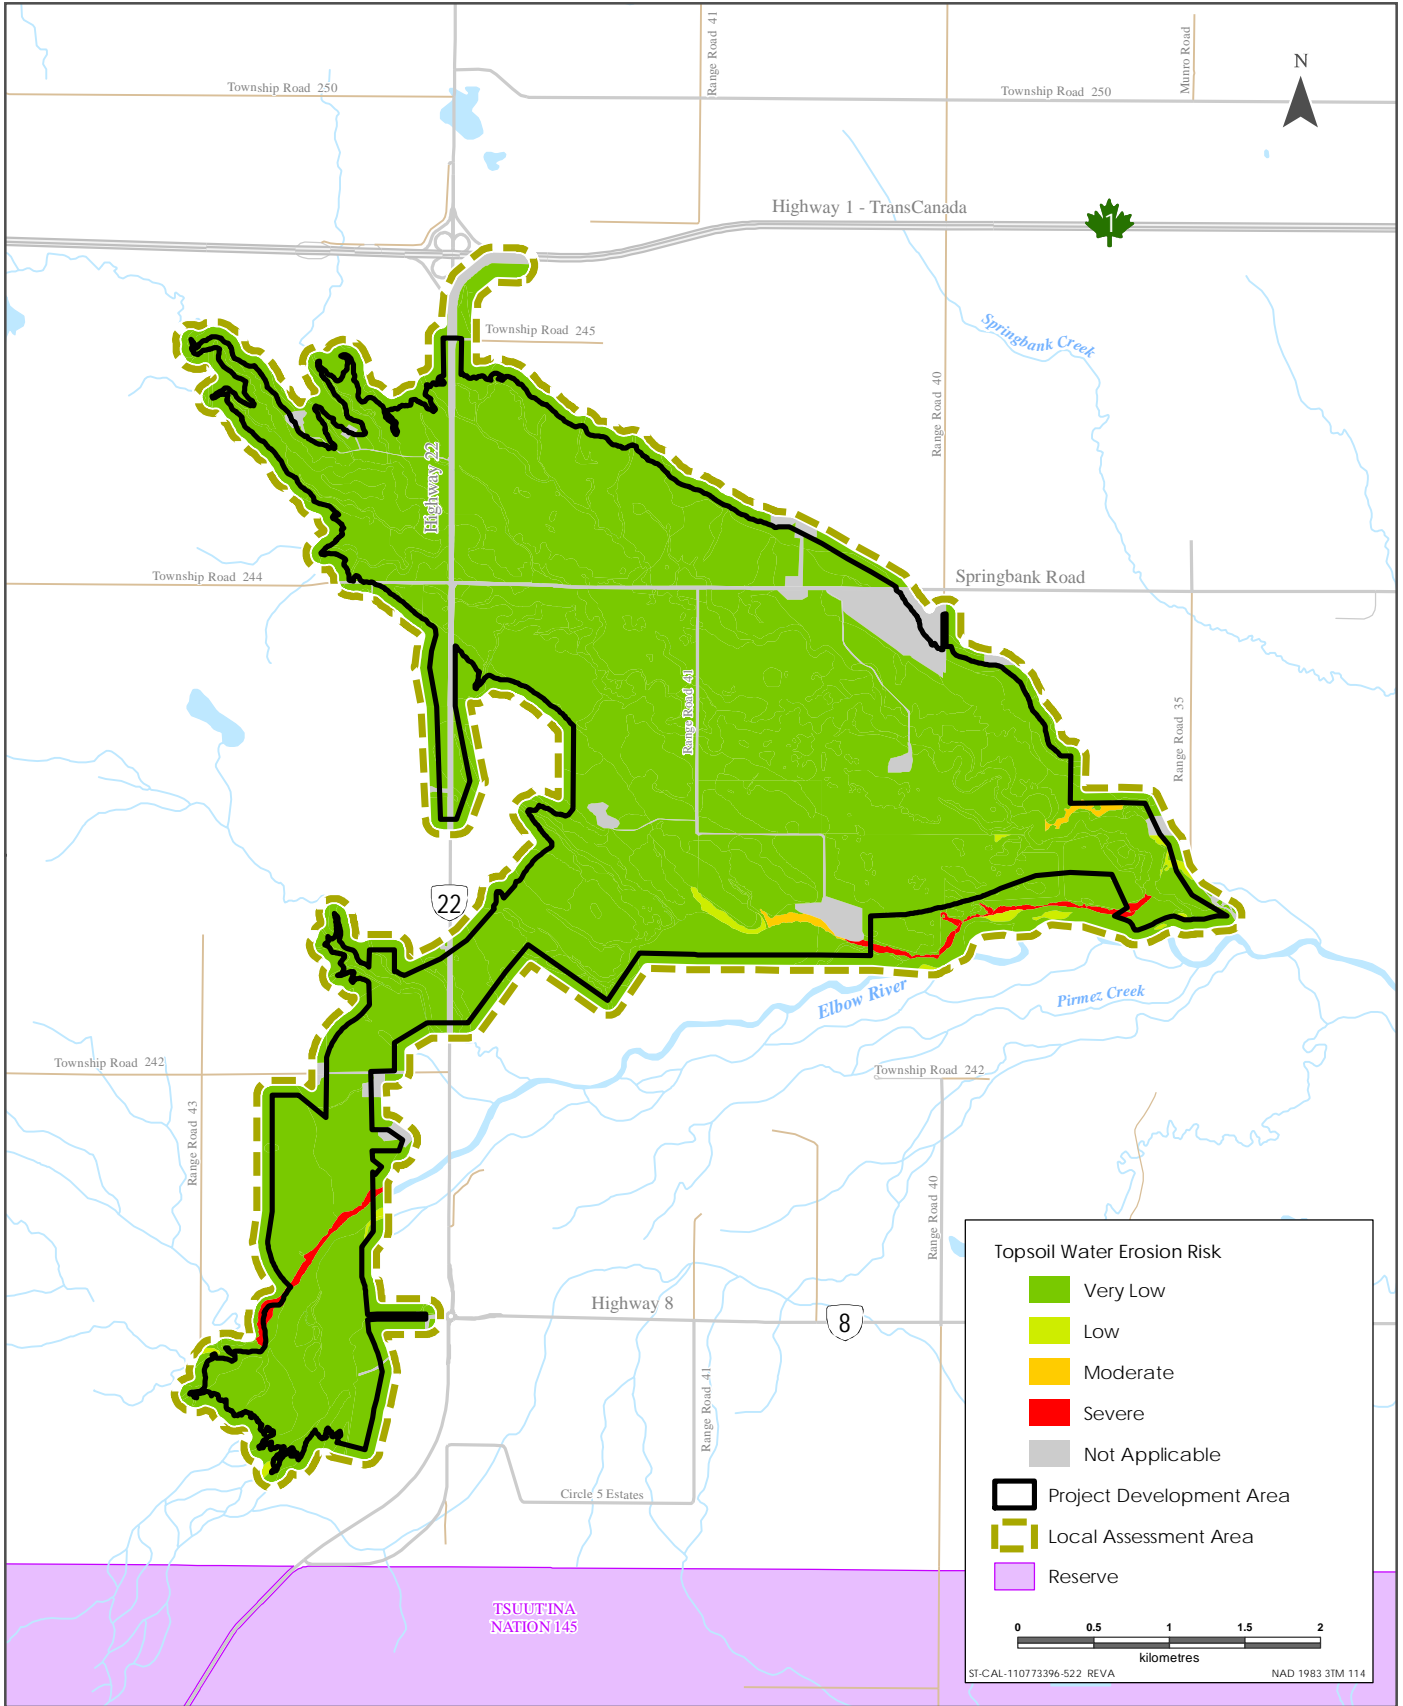 Range Road 41
Munro Road
N
Township Road 250
Township Road 250
Highway 1 - TransCanada
1
Springbank Creek
Township Road 245
Range Road 40
Highway 22
Township Road 244
Springbank Road
Range Road 41
Range Road 35
22
Elbow River
Pirmez Creek
Township Road 242
Township Road 242
Range Road 43
Range Road 40
Highway 8
8
Range Road 41
Circle 5 Estates
TSUUT'INA
NATION 145
Topsoil Water Erosion Risk
Very Low
Low
Moderate
Severe
Not Applicable
Project Development Area
Local Assessment Area
Reserve
0 0.5 1 1.5 2
kilometres
ST-CAL-110773396-522 REVA NAD 1983 3TM 114